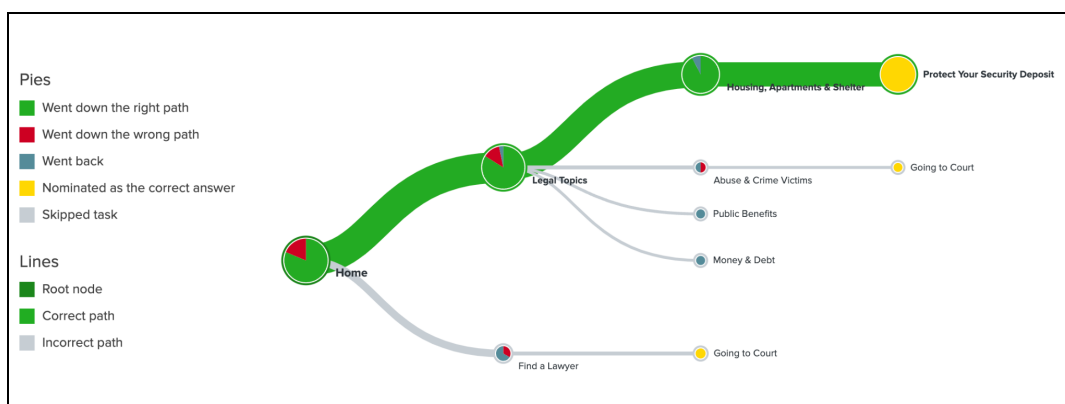 Pies
Went down the right path
Went down the wrong path
Went back
Nominated as the correct answer
Skipped task
Lines
Root node
Correct path
Incorrect path
Home
Legal Topics
Housing, Apartments & Shelter
Protect Your Security Deposit
Abuse & Crime Victims
Going to Court
Public Benefits
Money & Debt
Find a Lawyer
Going to Court